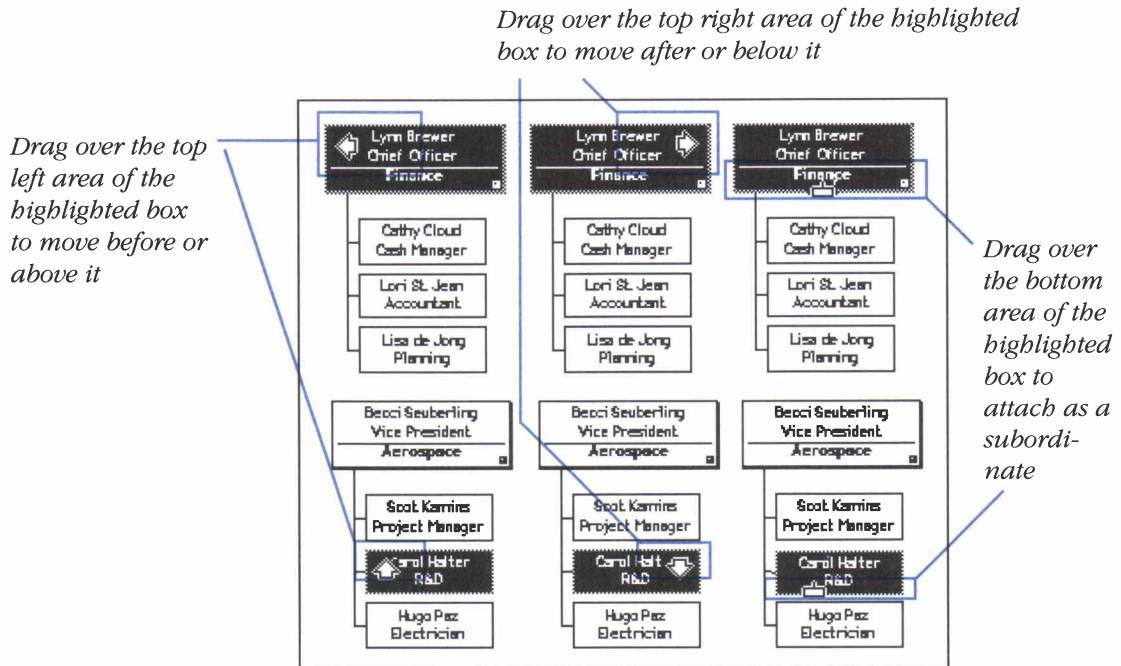 Drag over the top right area of the highlighted
box to move after or below it
Drag over the top
left area of the
highlighted box
to move before or
above it
Lynn Brewer
Chief Officer
Finance
Cathy Cloud
Cash Manager
Lori St. Jean
Accountant
Lisa de Jong
Planning
Becci Seuberling
Vice President
Aerospace
Scot Kamins
Project Manager
Carol Halter
R&D
Hugo Paz
Electrician
Lynn Brewer
Chief Officer
Finance
Cathy Cloud
Cash Manager
Lori St. Jean
Accountant
Lisa de Jong
Planning
Becci Seuberling
Vice President
Aerospace
Scot Kamins
Project Manager
Carol Halt
R&D
Hugo Paz
Electrician
Lynn Brewer
Chief Officer
Finance
Cathy Cloud
Cash Manager
Lori St. Jean
Accountant
Lisa de Jong
Planning
Becci Seuberling
Vice President
Aerospace
Scot Kamins
Project Manager
Carol Halter
R&D
Hugo Paz
Electrician
Drag over
the bottom
area of the
highlighted
box to
attach as a
subordi-
nate